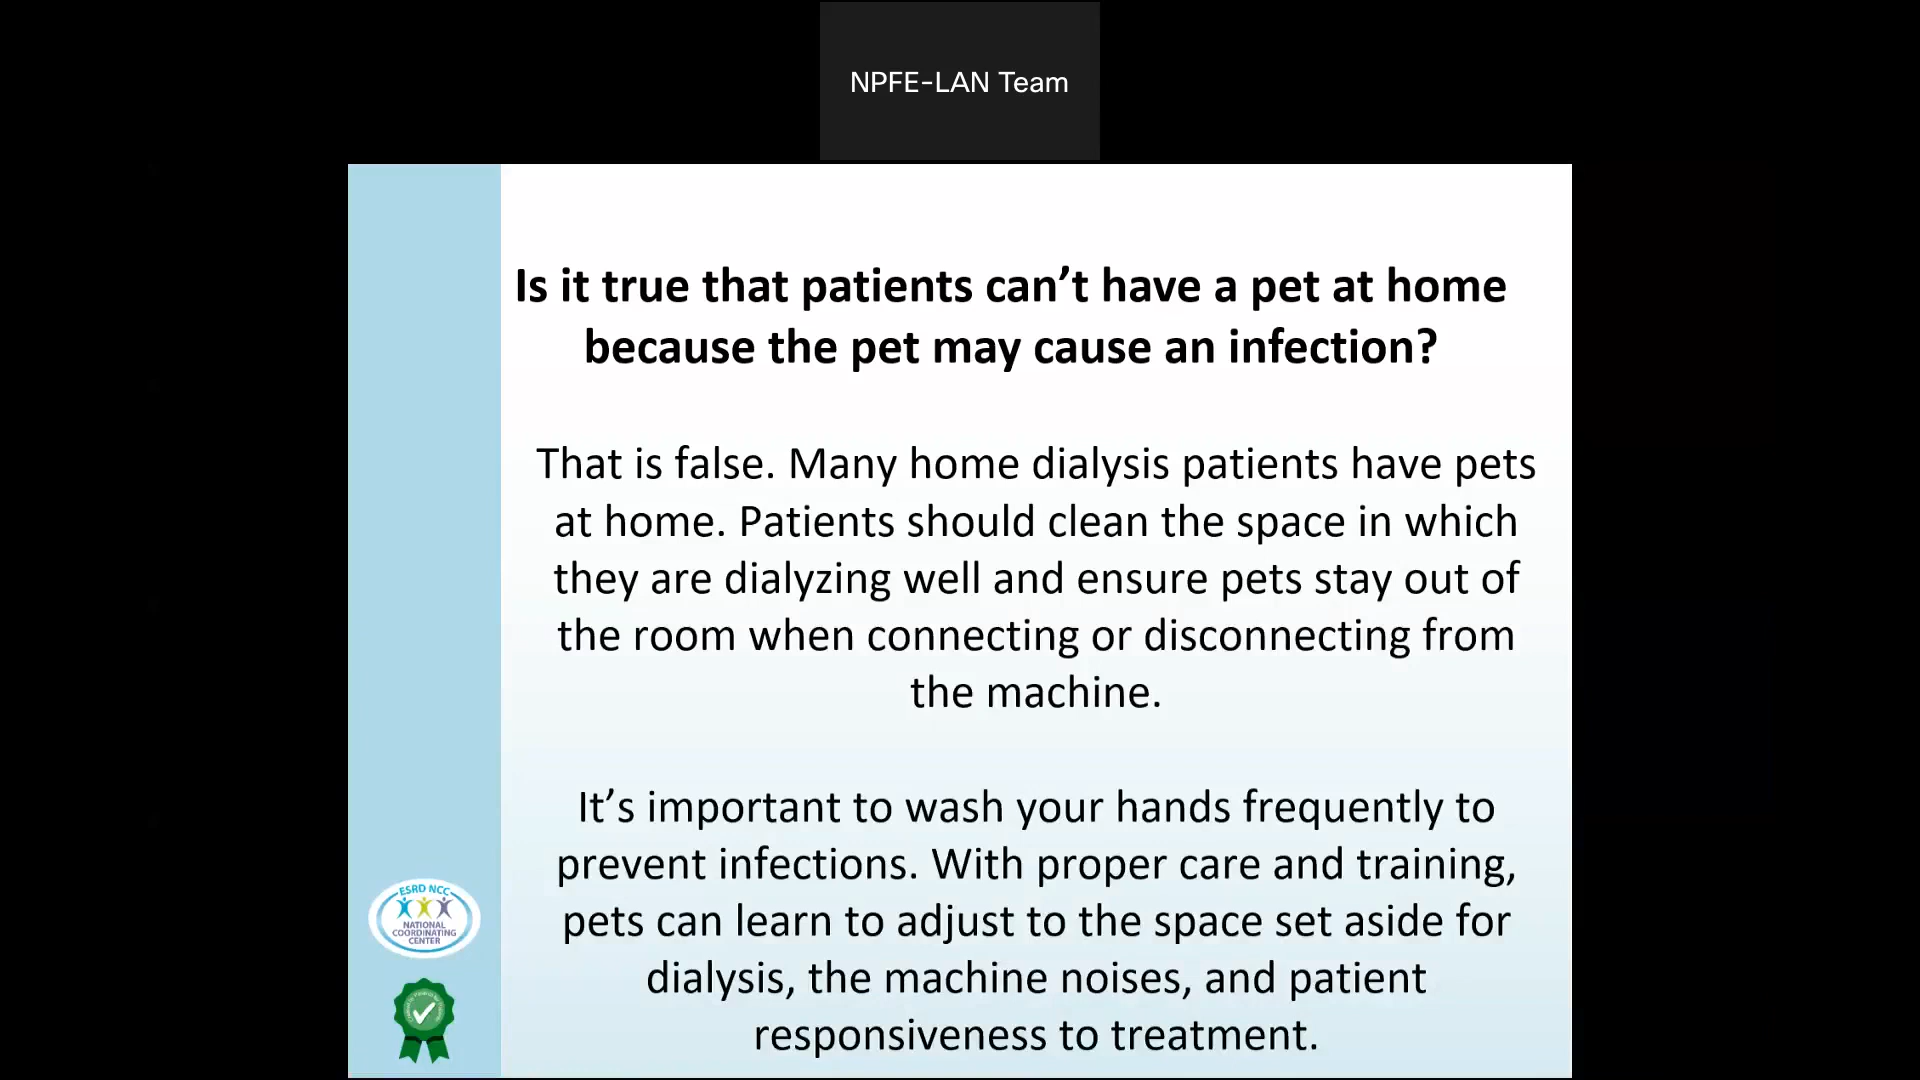 NPFE-LAN Team
Is it true that patients can’t have a pet at home
because the pet may cause an infection?
That is false. Many home dialysis patients have pets
at home. Patients should clean the space in which
they are dialyzing well and ensure pets stay out of
the room when connecting or disconnecting from
the machine.
It’s important to wash your hands frequently to
prevent infections. With proper care and training,
pets can learn to adjust to the space set aside for
dialysis, the machine noises, and patient
responsiveness to treatment.
ESRD NCC
NATIONAL
COORDINATING
CENTER